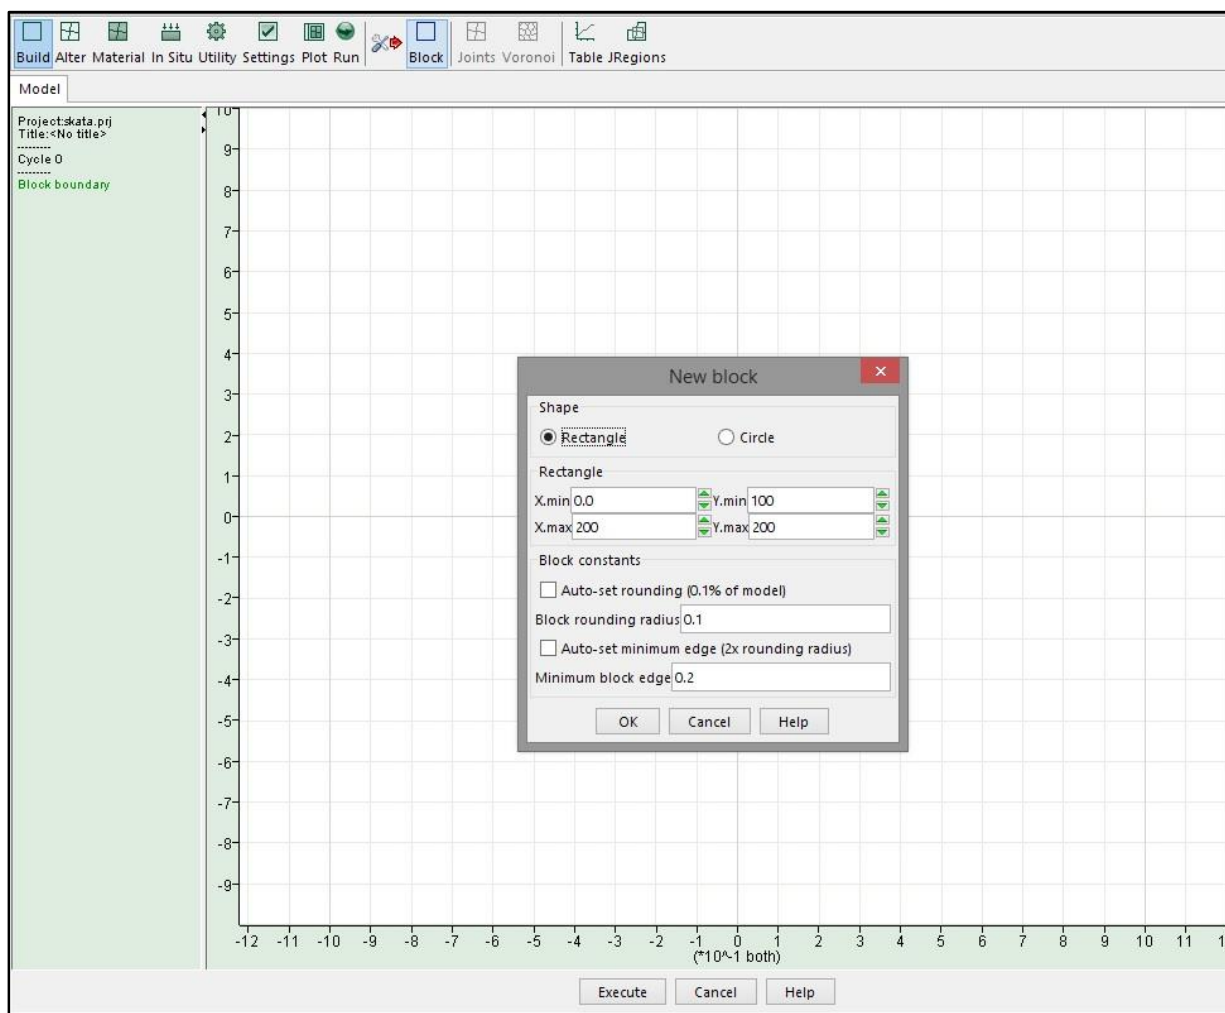 Build Alter Material In Situ Utility Settings Plot Run Block Joints Voronoi Table JRegions
Model
Project:skata.prj
Title:<No title>
---------
Cycle 0
---------
Block boundary
10
9
8
7
6
5
4
3
2
1
0
-1
-2
-3
-4
-5
-6
-7
-8
-9
-12 -11 -10 -9 -8 -7 -6 -5 -4 -3 -2 -1 0 1 2 3 4 5 6 7 8 9 10 11 1
(*10^-1 both)
New block
Shape
Rectangle Circle
Rectangle
X.min 0.0 Y.min 100
X.max 200 Y.max 200
Block constants
Auto-set rounding (0.1% of model)
Block rounding radius 0.1
Auto-set minimum edge (2x rounding radius)
Minimum block edge 0.2
OK Cancel Help
Execute Cancel Help